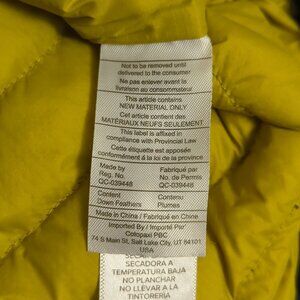 Not to be removed until
delivered to the consumer
Ne pas enlever avant la
livraison au consommateur
This article contains
NEW MATERIAL ONLY
Cet article contient des
MATÉRIAUX NEUFS SEULEMENT
This label is affixed in
compliance with Provincial Law
Cette étiquette est apposée
conformément à la loi de la province
Made by Fabriqué par
Reg. No. No. de Permis
QC-039448 QC-039448
Content Contenu
Down Feathers Plumes
Made in China / Fabriqué en China
Imported By / Importé Par
Cotopaxi PBC
74 S Main St, Salt Lake City, UT 84101
USA
SECADORA A
TEMPERATURA BAJA
NO PLANCHAR
NO LLEVAR A LA
TINTORERÍA